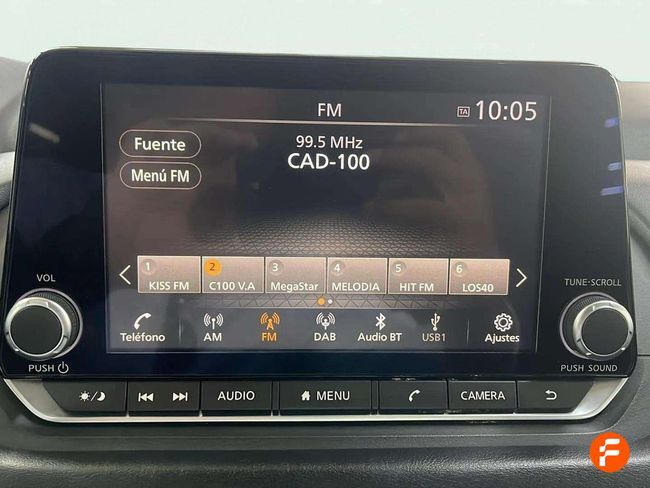 FM
TA
10:05
Fuente
99.5 MHz
CAD-100
Menú FM
1 2 3 4 5 6
KISS FM C100 V.A MegaStar MELODIA HIT FM LOS40
VOL
TUNE-SCROLL
Teléfono AM FM DAB Audio BT USB1 Ajustes
PUSH
PUSH SOUND
AUDIO
MENU
CAMERA